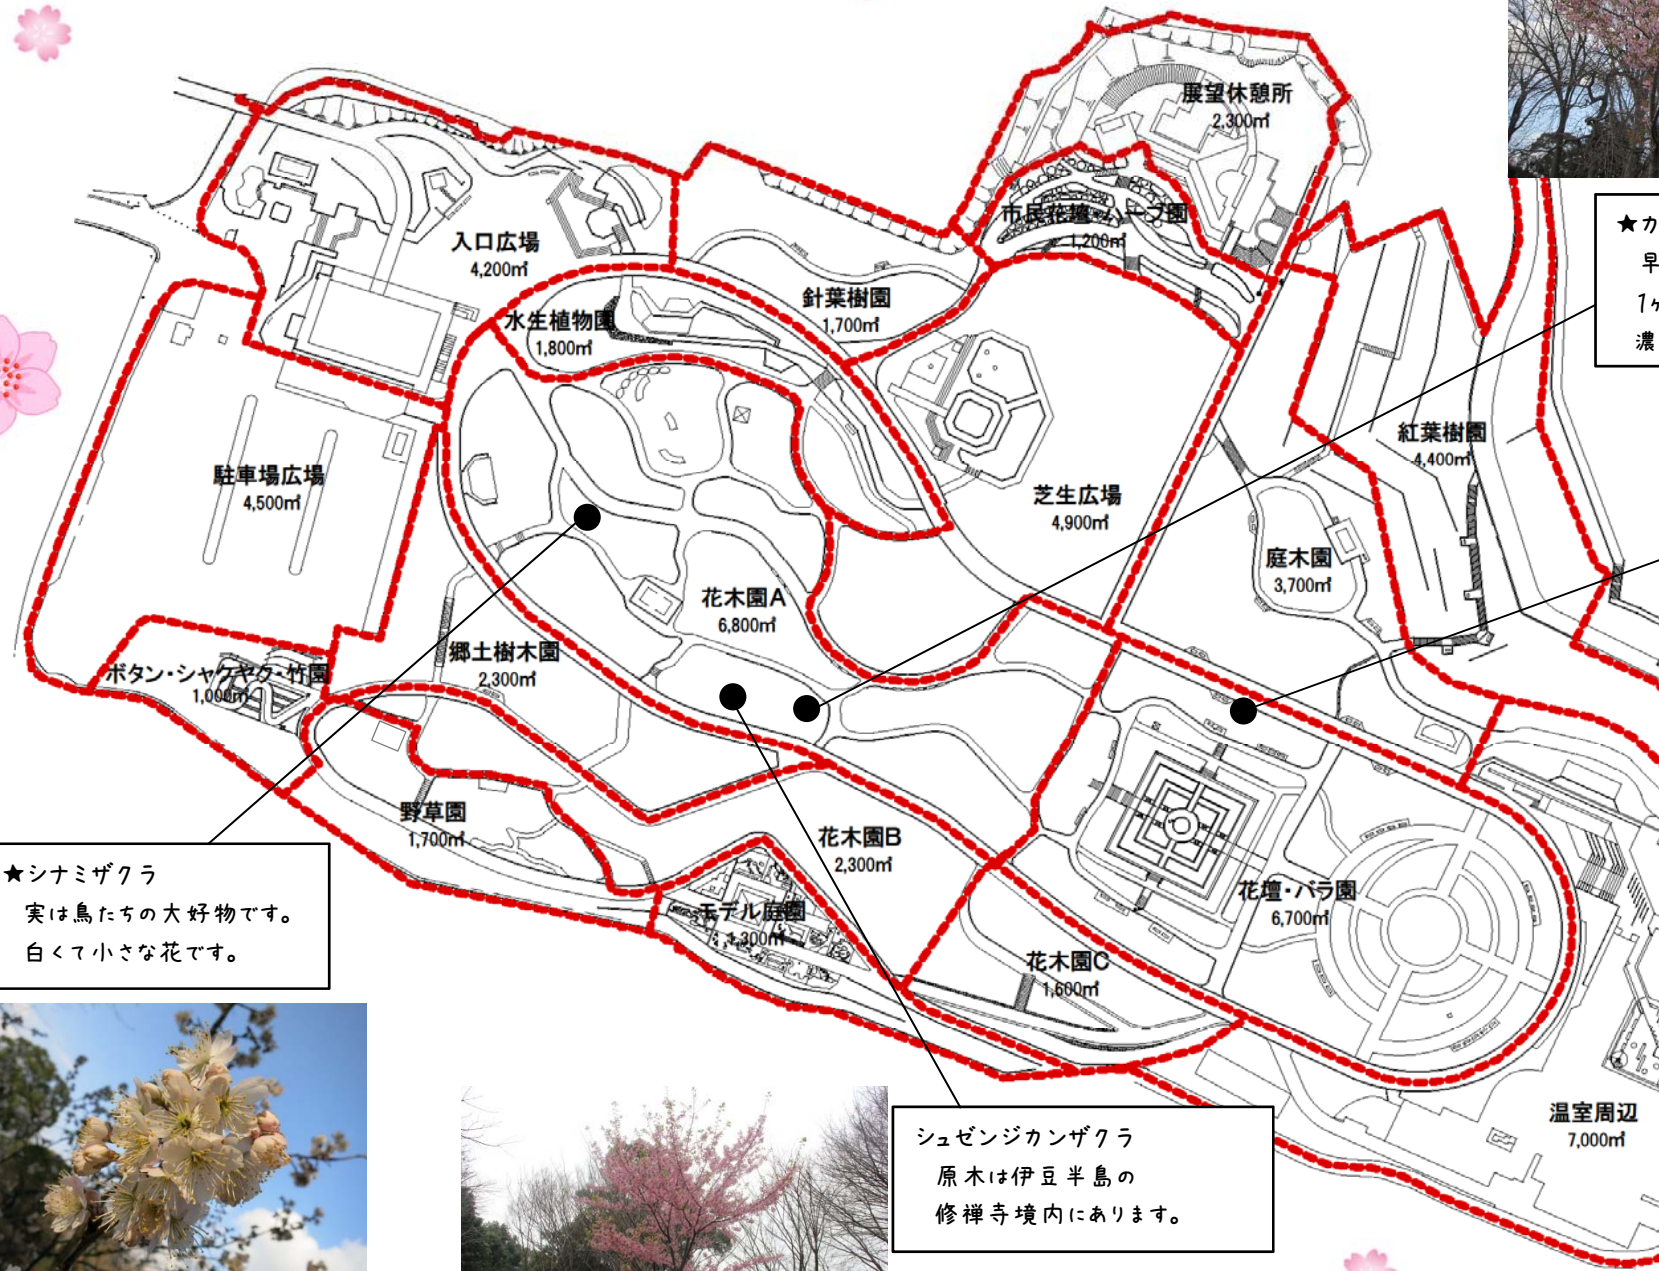 展望休憩所
2,300㎡
市民花壇・ハーブ園
1,200㎡
入口広場
4,200㎡
針葉樹園
1,700㎡
水生植物園
1,800㎡
★カ
早
1ヶ
濃
紅葉樹園
4,400㎡
駐車場広場
4,500㎡
芝生広場
4,900㎡
庭木園
3,700㎡
花木園A
6,800㎡
郷土樹木園
2,300㎡
ボタン・シャクヤク・竹園
1,000㎡
野草園
1,700㎡
花木園B
2,300㎡
花壇・バラ園
6,700㎡
モデル庭園
1,300㎡
花木園C
1,600㎡
温室周辺
7,000㎡
★シナミザクラ
実は鳥たちの大好物です。
白くて小さな花です。
シュゼンジカンザクラ
原木は伊豆半島の
修禅寺境内にあります。